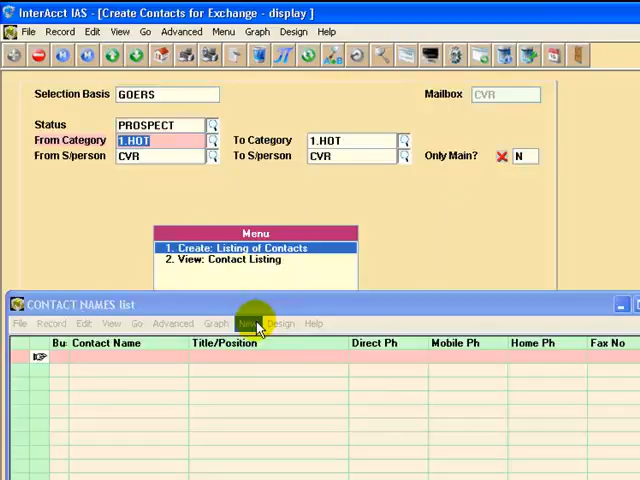 InterAcct IAS - [Create Contacts for Exchange - display ]
File Record Edit View Go Advanced Menu Graph Design Help
Selection Basis GOERS Mailbox CVR
Status PROSPECT
From Category 1.HOT To Category 1.HOT
From S/person CVR To S/person CVR Only Main? N
Menu
1. Create: Listing of Contacts
2. View: Contact Listing
CONTACT NAMES list
File Record Edit View Go Advanced Graph New Design Help
Bu: Contact Name Title/Position Direct Ph Mobile Ph Home Ph Fax No